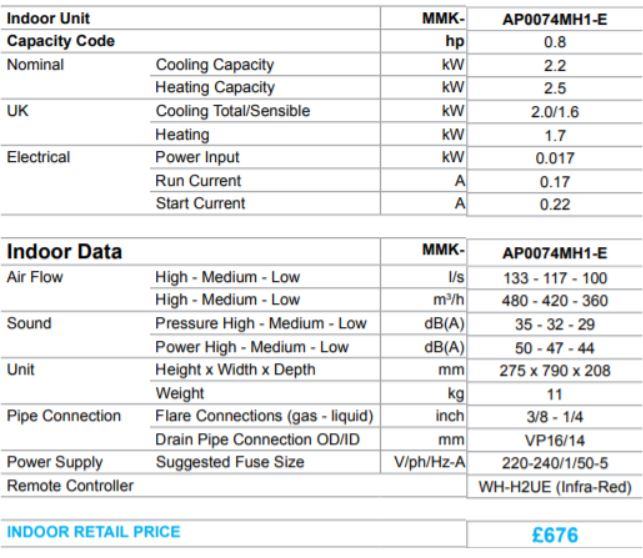 Indoor Unit MMK- AP0074MH1-E
Capacity Code hp 0.8
Nominal Cooling Capacity kW 2.2
Heating Capacity kW 2.5
UK Cooling Total/Sensible kW 2.0/1.6
Heating kW 1.7
Electrical Power Input kW 0.017
Run Current A 0.17
Start Current A 0.22
Indoor Data MMK- AP0074MH1-E
Air Flow High - Medium - Low l/s 133 - 117 - 100
High - Medium - Low m³/h 480 - 420 - 360
Sound Pressure High - Medium - Low dB(A) 35 - 32 - 29
Power High - Medium - Low dB(A) 50 - 47 - 44
Unit Height x Width x Depth mm 275 x 790 x 208
Weight kg 11
Pipe Connection Flare Connections (gas - liquid) inch 3/8 - 1/4
Drain Pipe Connection OD/ID mm VP16/14
Power Supply Suggested Fuse Size V/ph/Hz-A 220-240/1/50-5
Remote Controller WH-H2UE (Infra-Red)
INDOOR RETAIL PRICE £676